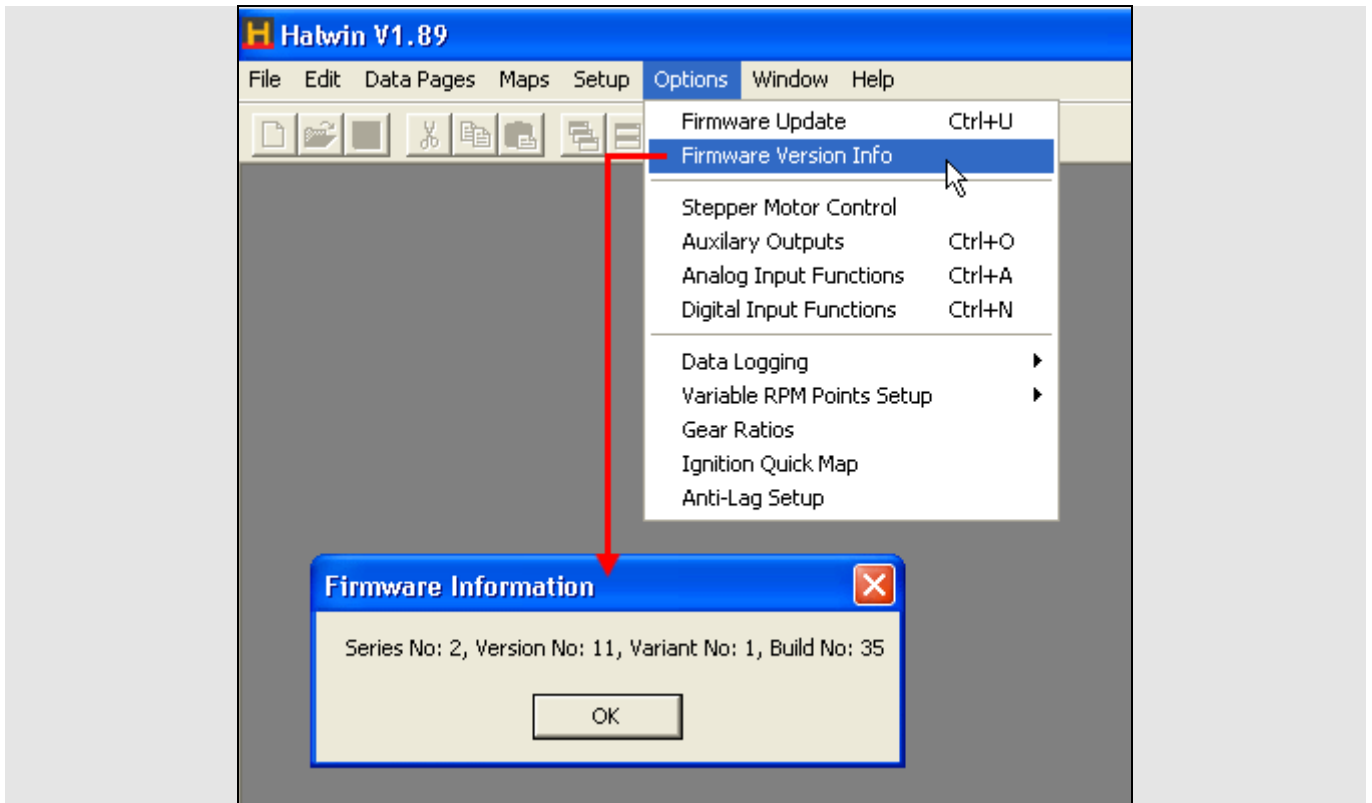 H Halwin V1.89
File Edit Data Pages Maps Setup Options Window Help
Firmware Update Ctrl+U
Firmware Version Info
Stepper Motor Control
Auxilary Outputs Ctrl+O
Analog Input Functions Ctrl+A
Digital Input Functions Ctrl+N
Data Logging
Variable RPM Points Setup
Gear Ratios
Ignition Quick Map
Anti-Lag Setup
Firmware Information
Series No: 2, Version No: 11, Variant No: 1, Build No: 35
OK